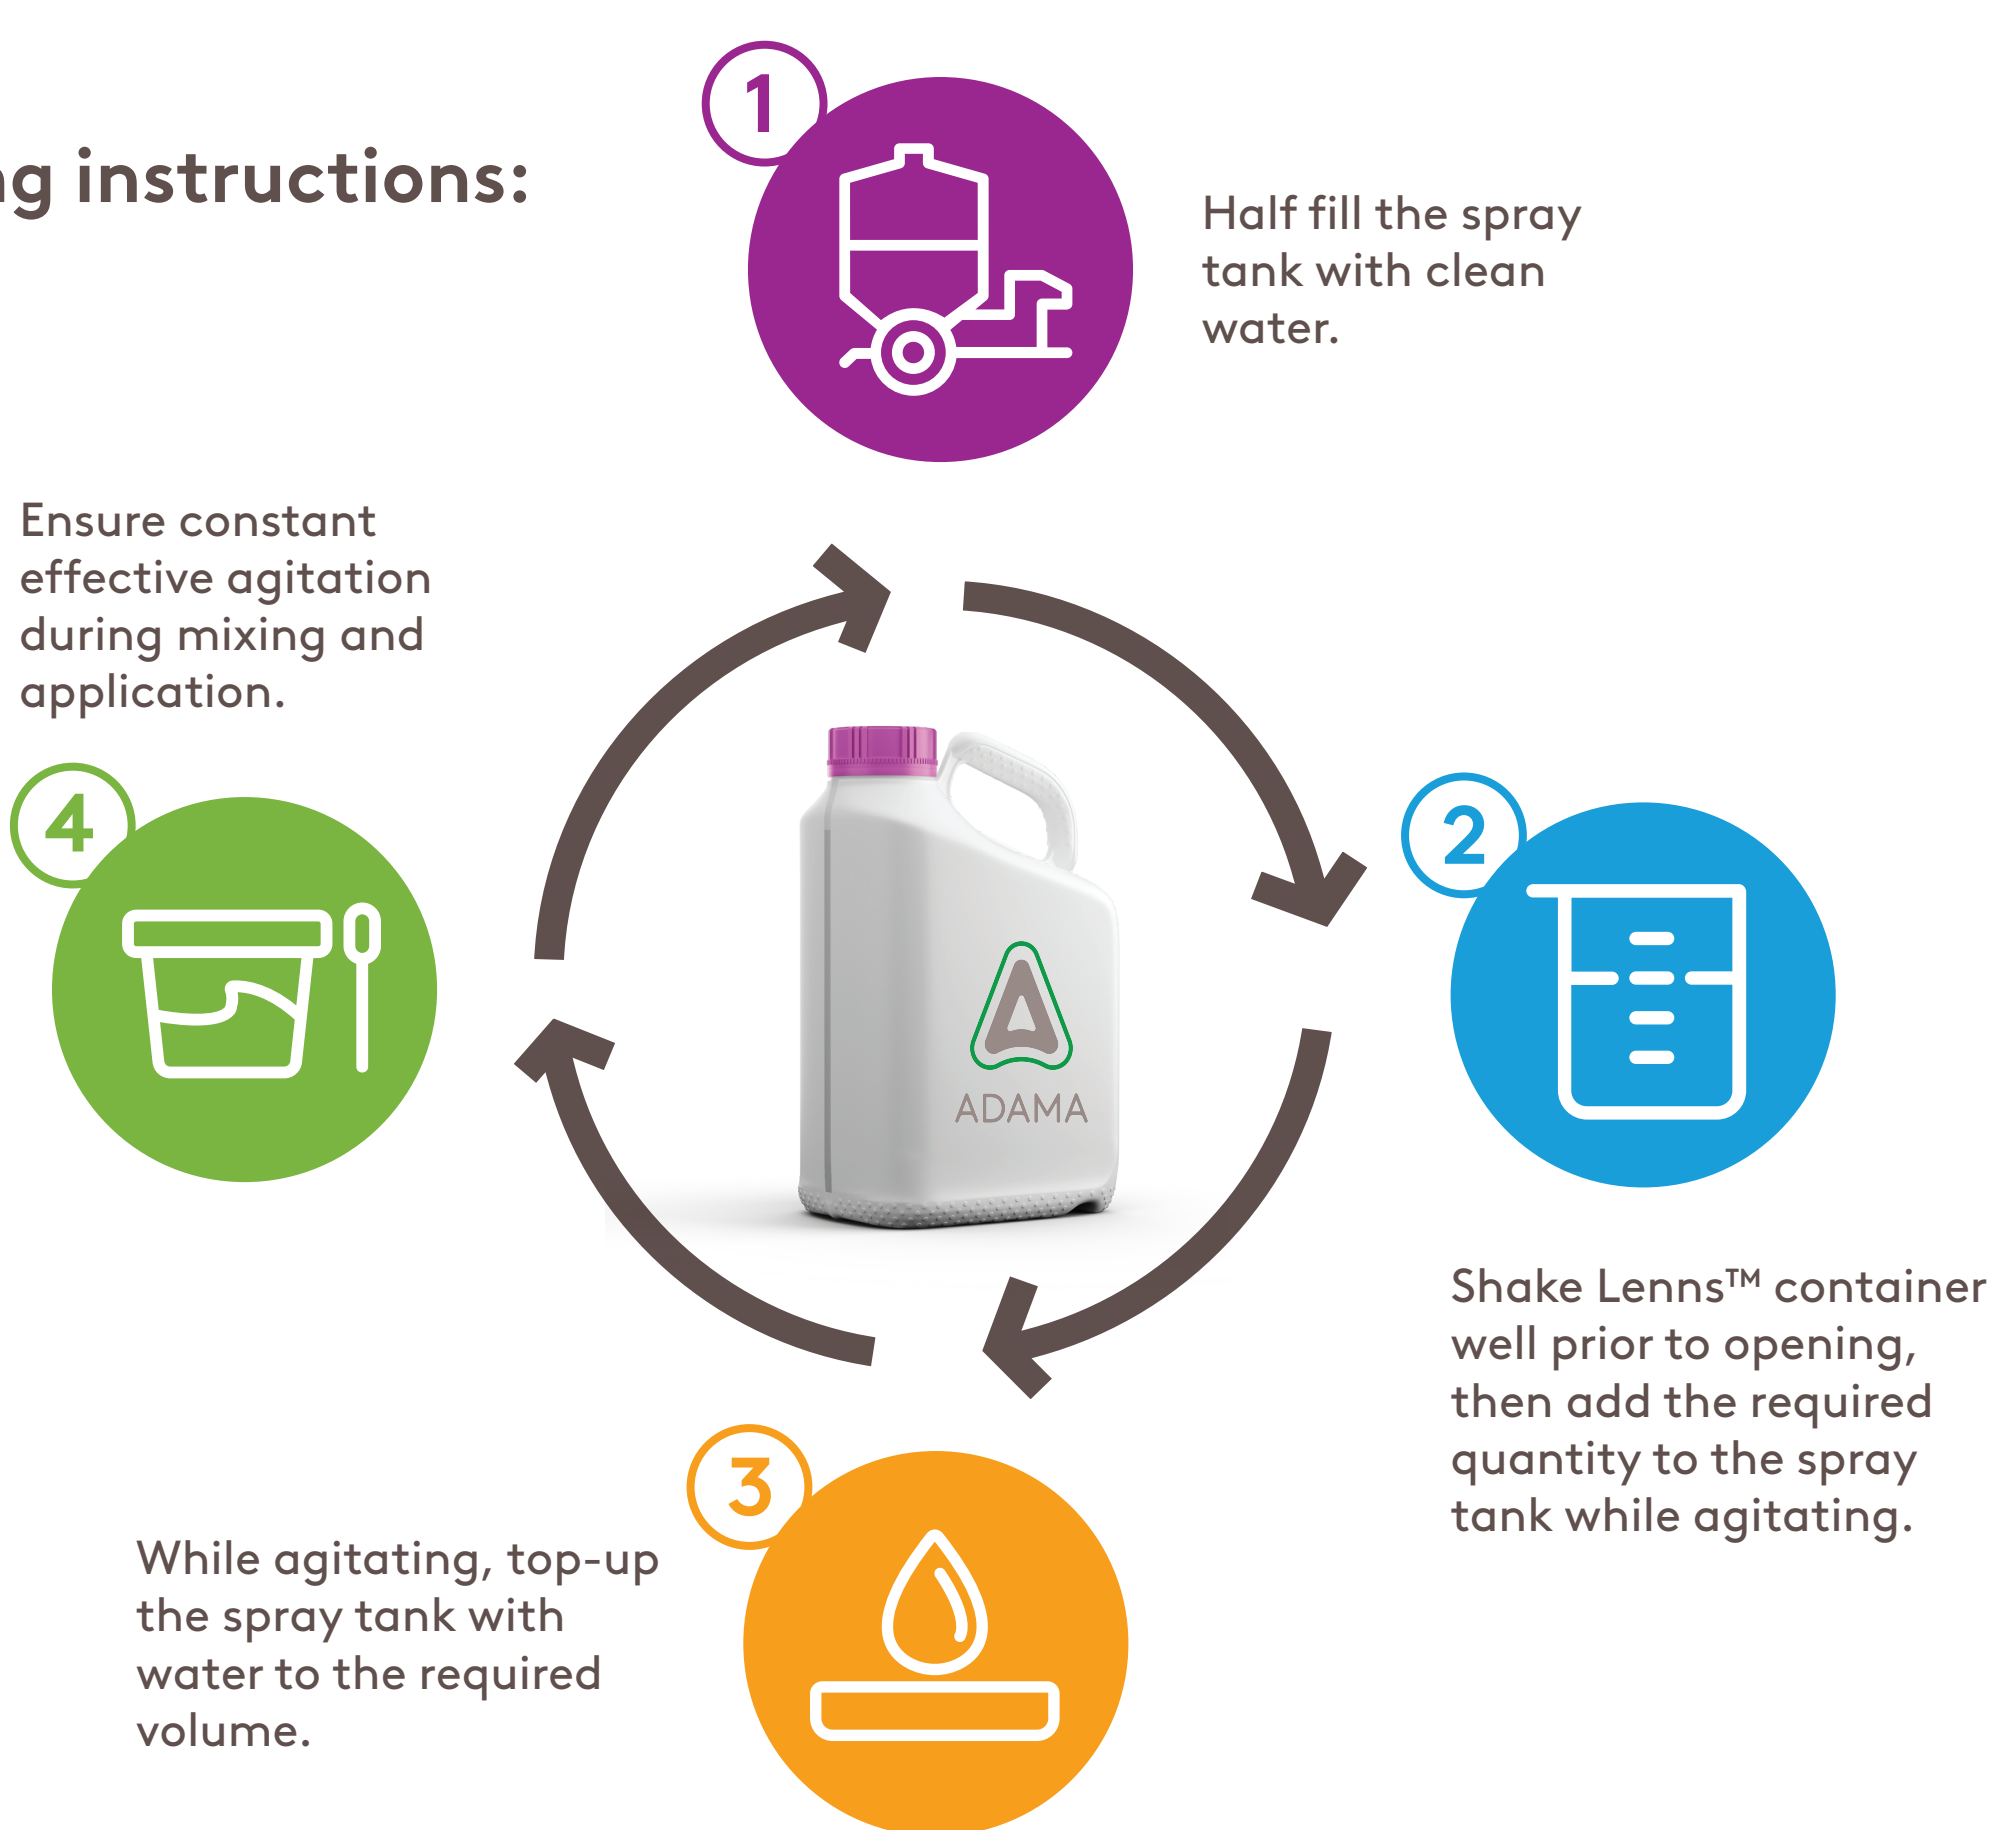 instructions:
1
Half fill the spray
tank with clean
water.
2
Shake Lenns™ container
well prior to opening,
then add the required
quantity to the spray
tank while agitating.
3
While agitating, top-up
the spray tank with
water to the required
volume.
4
Ensure constant
effective agitation
during mixing and
application.
ADAMA